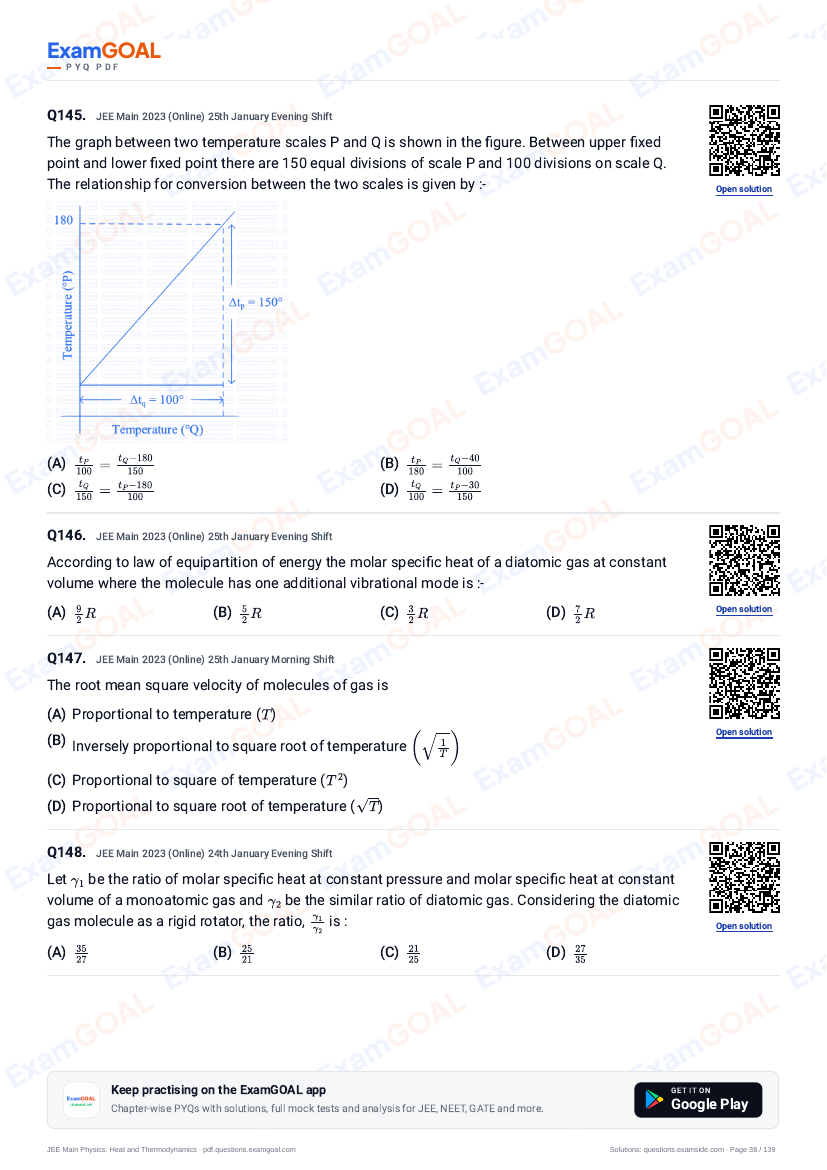 ExamGOAL
PYQ PDF
Q145. JEE Main 2023 (Online) 25th January Evening Shift
The graph between two temperature scales P and Q is shown in the figure. Between upper fixed
point and lower fixed point there are 150 equal divisions of scale P and 100 divisions on scale Q.
The relationship for conversion between the two scales is given by :-
Open solution
180
Temperature (°P)
Δt_p = 150°
Δt_q = 100°
Temperature (°Q)
(A) t_P/100 = t_Q−180/150
(B) t_P/180 = t_Q−40/100
(C) t_Q/150 = t_P−180/100
(D) t_Q/100 = t_P−30/150
Q146. JEE Main 2023 (Online) 25th January Evening Shift
According to law of equipartition of energy the molar specific heat of a diatomic gas at constant
volume where the molecule has one additional vibrational mode is :-
(A) 9/2 R (B) 5/2 R (C) 3/2 R (D) 7/2 R
Open solution
Q147. JEE Main 2023 (Online) 25th January Morning Shift
The root mean square velocity of molecules of gas is
(A) Proportional to temperature (T)
(B) Inversely proportional to square root of temperature (√(1/T))
(C) Proportional to square of temperature (T²)
(D) Proportional to square root of temperature (√T)
Open solution
Q148. JEE Main 2023 (Online) 24th January Evening Shift
Let γ₁ be the ratio of molar specific heat at constant pressure and molar specific heat at constant
volume of a monoatomic gas and γ₂ be the similar ratio of diatomic gas. Considering the diatomic
gas molecule as a rigid rotator, the ratio, γ₁/γ₂ is :
(A) 35/27 (B) 25/21 (C) 21/25 (D) 27/35
Open solution
Keep practising on the ExamGOAL app
Chapter-wise PYQs with solutions, full mock tests and analysis for JEE, NEET, GATE and more.
GET IT ON
Google Play
JEE Main Physics: Heat and Thermodynamics · pdf.questions.examgoal.com
Solutions: questions.examside.com · Page 38 / 139